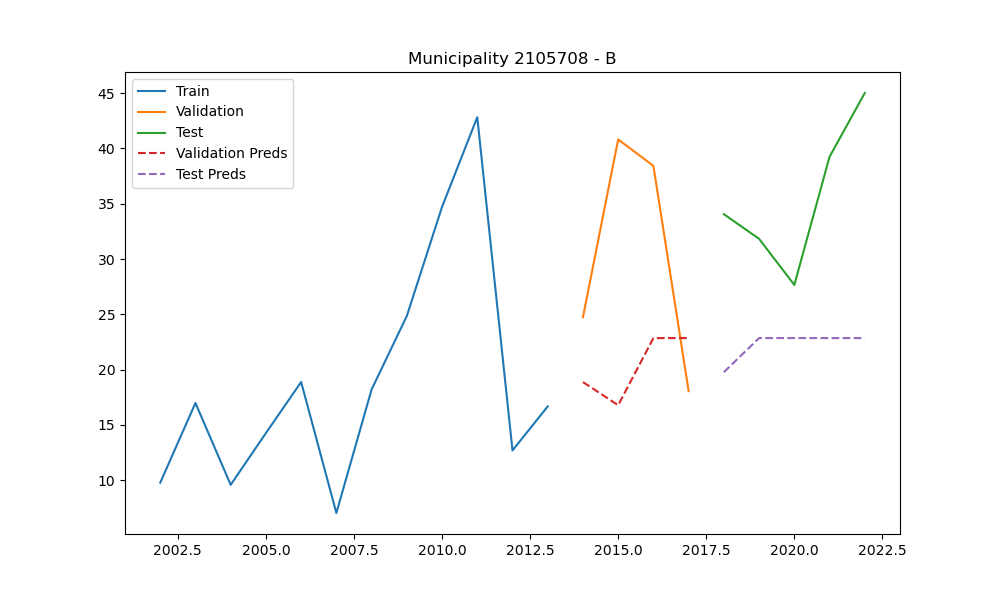 Municipality 2105708 - B
Train
Validation
Test
Validation Preds
Test Preds
45
40
35
30
25
20
15
10
2002.5 2005.0 2007.5 2010.0 2012.5 2015.0 2017.5 2020.0 2022.5